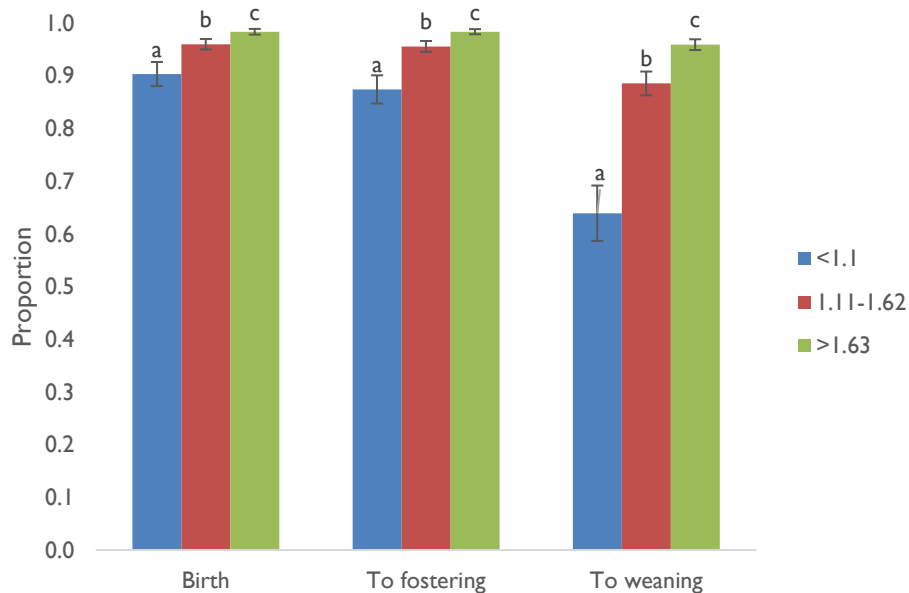 1.0
0.9
0.8
0.7
0.6
0.5
0.4
0.3
0.2
0.1
0.0
Proportion
a b c
a b c
a b c
Birth To fostering To weaning
<1.1
1.11-1.62
>1.63